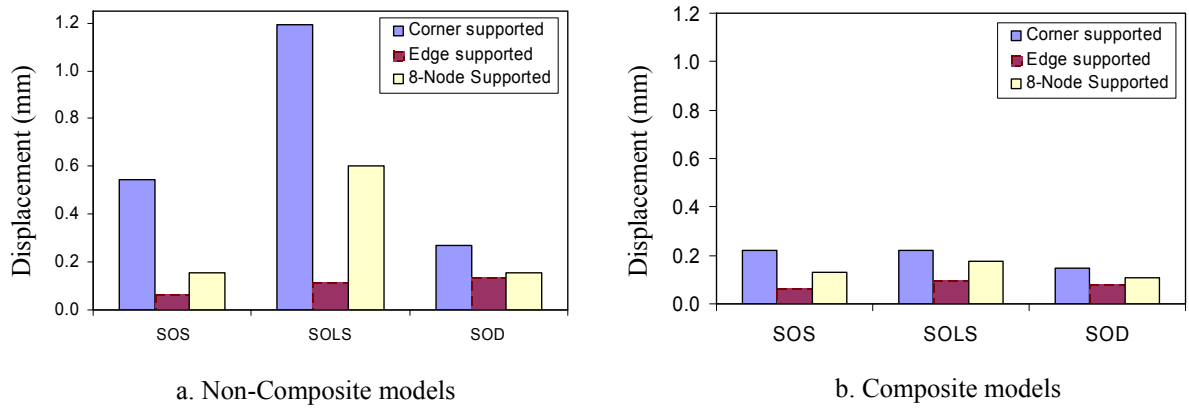 Displacement (mm)
1.2
1.0
0.8
0.6
0.4
0.2
0.0
Corner supported
Edge supported
8-Node Supported
SOS SOLS SOD
a. Non-Composite models
Displacement (mm)
1.2
1.0
0.8
0.6
0.4
0.2
0.0
Corner supported
Edge supported
8-Node Supported
SOS SOLS SOD
b. Composite models